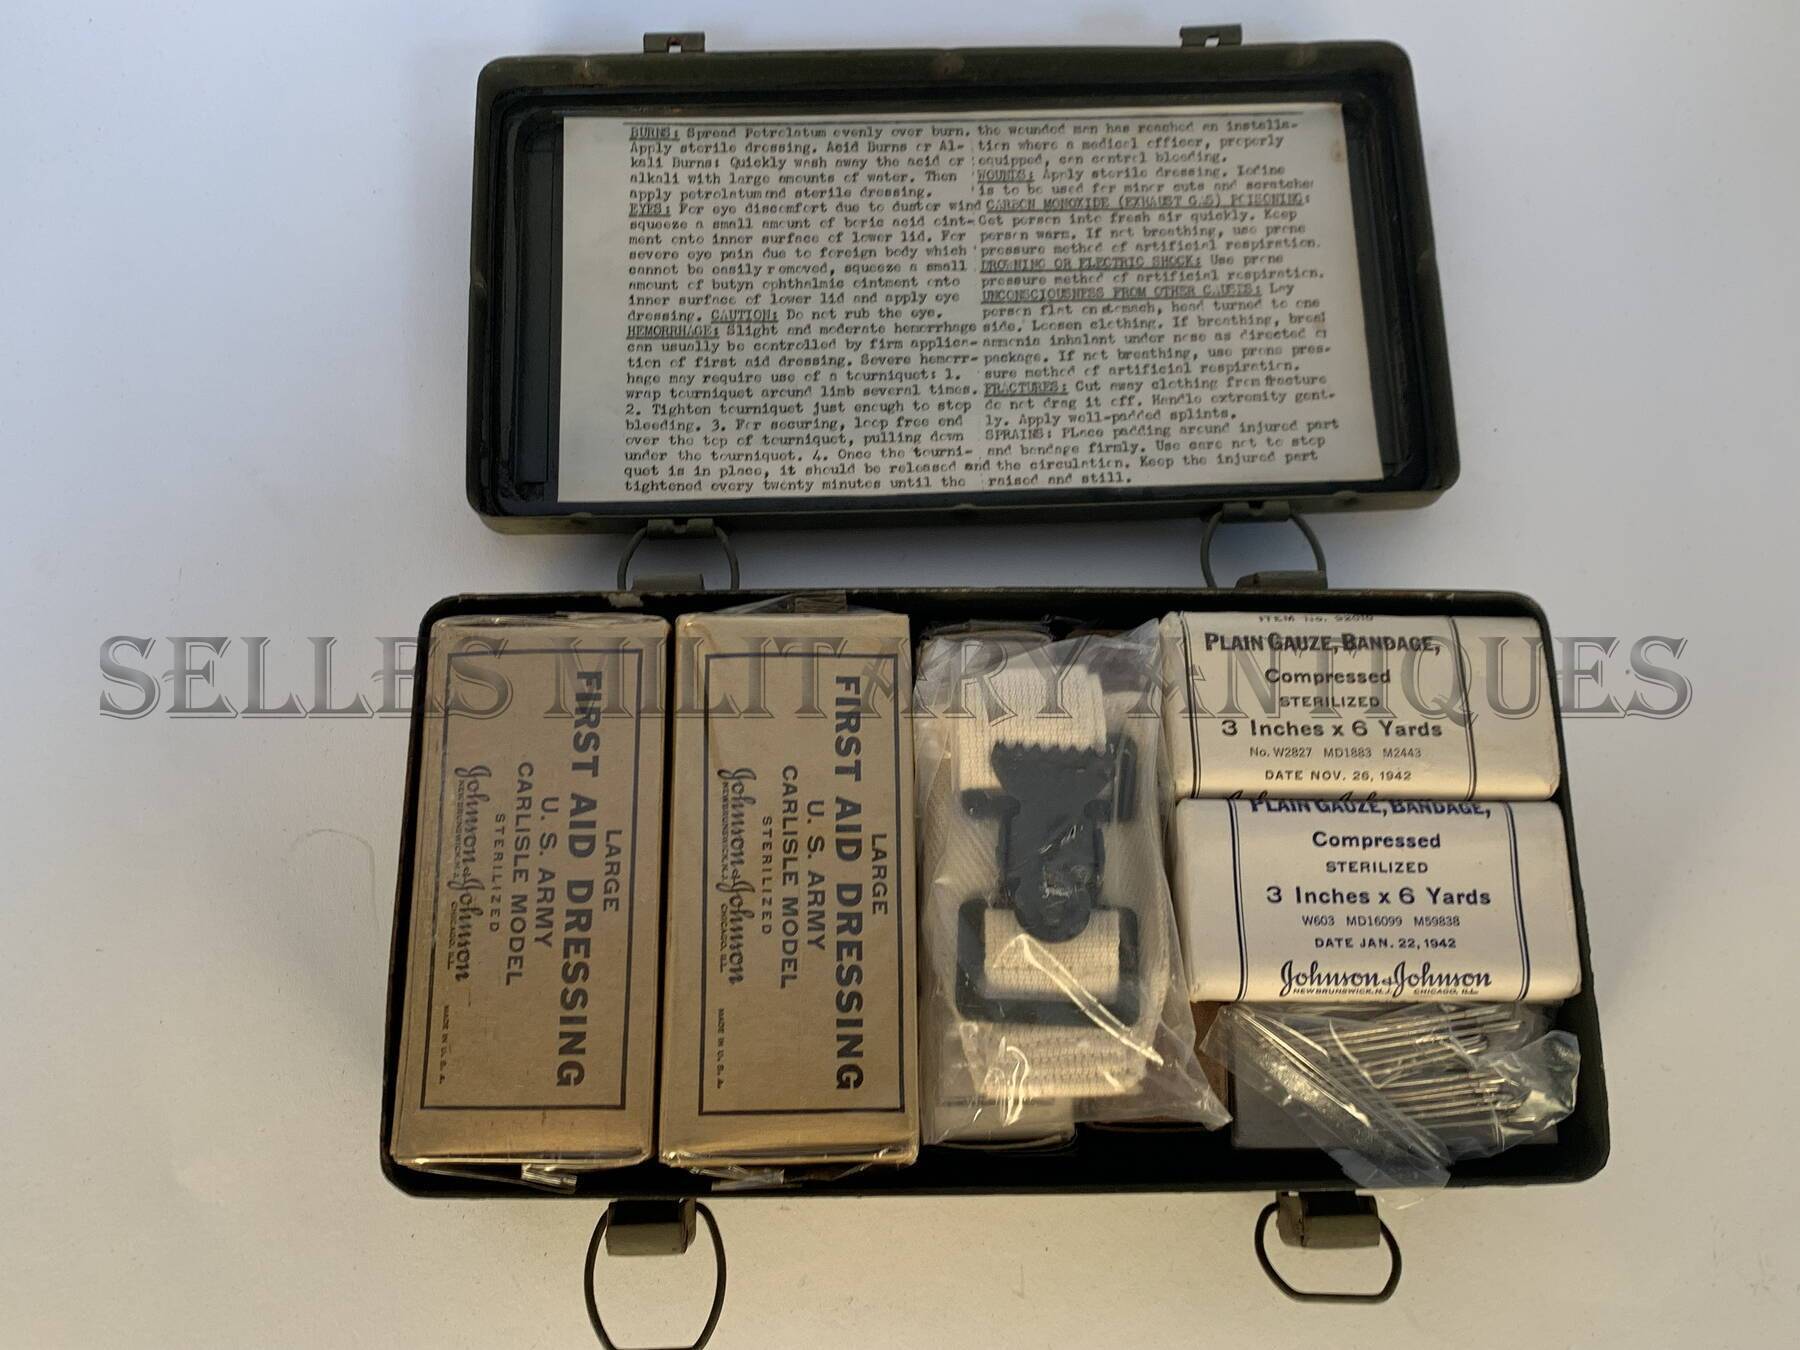 BURNS: Spread Petrolatum evenly over burn.
Apply sterile dressing. Acid Burns or Al-
kali Burns: Quickly wash away the acid or
alkali with large amounts of water. Then
apply petrolatum and sterile dressing.
EYES: For eye discomfort due to dust or wind
squeeze a small amount of boric acid oint-
ment onto inner surface of lower lid. For
severe eye pain due to foreign body which
cannot be easily removed, squeeze a small
amount of butyn ophthalmic ointment onto
inner surface of lower lid and apply eye
dressing. CAUTION: Do not rub the eye.
HEMORRHAGE: Slight and moderate hemorrhage
can usually be controlled by firm applica-
tion of first aid dressing. Severe hemorr-
hage may require use of a tourniquet: 1.
wrap tourniquet around limb several times.
2. Tighten tourniquet just enough to stop
bleeding. 3. For securing, loop free end
over the top of tourniquet, pulling down
under the tourniquet. 4. Once the tourni-
quet is in place, it should be released and
tightened every twenty minutes until the
the wounded man has reached an installa-
tion where a medical officer, properly
equipped, can control bleeding.
WOUNDS: Apply sterile dressing. Iodine
is to be used for minor cuts and scratches
CARBON MONOXIDE (EXHAUST GAS) POISONING:
Get person into fresh air quickly. Keep
person warm. If not breathing, use prone
pressure method of artificial respiration.
DROWNING OR ELECTRIC SHOCK: Use prone
pressure method of artificial respiration.
UNCONSCIOUSNESS FROM OTHER CAUSES: Lay
person flat on stomach, head turned to one
side. Loosen clothing. If breathing, break
ammonia inhalant under nose as directed on
package. If not breathing, use prone pres-
sure method of artificial respiration.
FRACTURES: Cut away clothing from fracture
do not drag it off. Handle extremity gent-
ly. Apply well-padded splints.
SPRAINS: Place padding around injured part
and bandage firmly. Use care not to stop
the circulation. Keep the injured part
raised and still.
SELLES MILITARY ANTIQUES
LARGE
FIRST AID DRESSING
U. S. ARMY
CARLISLE MODEL
STERILIZED
Johnson & Johnson
NEW BRUNSWICK, N.J. CHICAGO, ILL.
MADE IN U. S. A.
LARGE
FIRST AID DRESSING
U. S. ARMY
CARLISLE MODEL
STERILIZED
Johnson & Johnson
NEW BRUNSWICK, N.J. CHICAGO, ILL.
MADE IN U. S. A.
ITEM No. 92010
PLAIN GAUZE, BANDAGE,
Compressed
STERILIZED
3 Inches x 6 Yards
No. W2827 MD1883 M2443
DATE NOV. 26, 1942
PLAIN GAUZE, BANDAGE,
Compressed
STERILIZED
3 Inches x 6 Yards
W603 MD16099 M59838
DATE JAN. 22, 1942
Johnson & Johnson
NEW BRUNSWICK, N.J. CHICAGO, ILL.